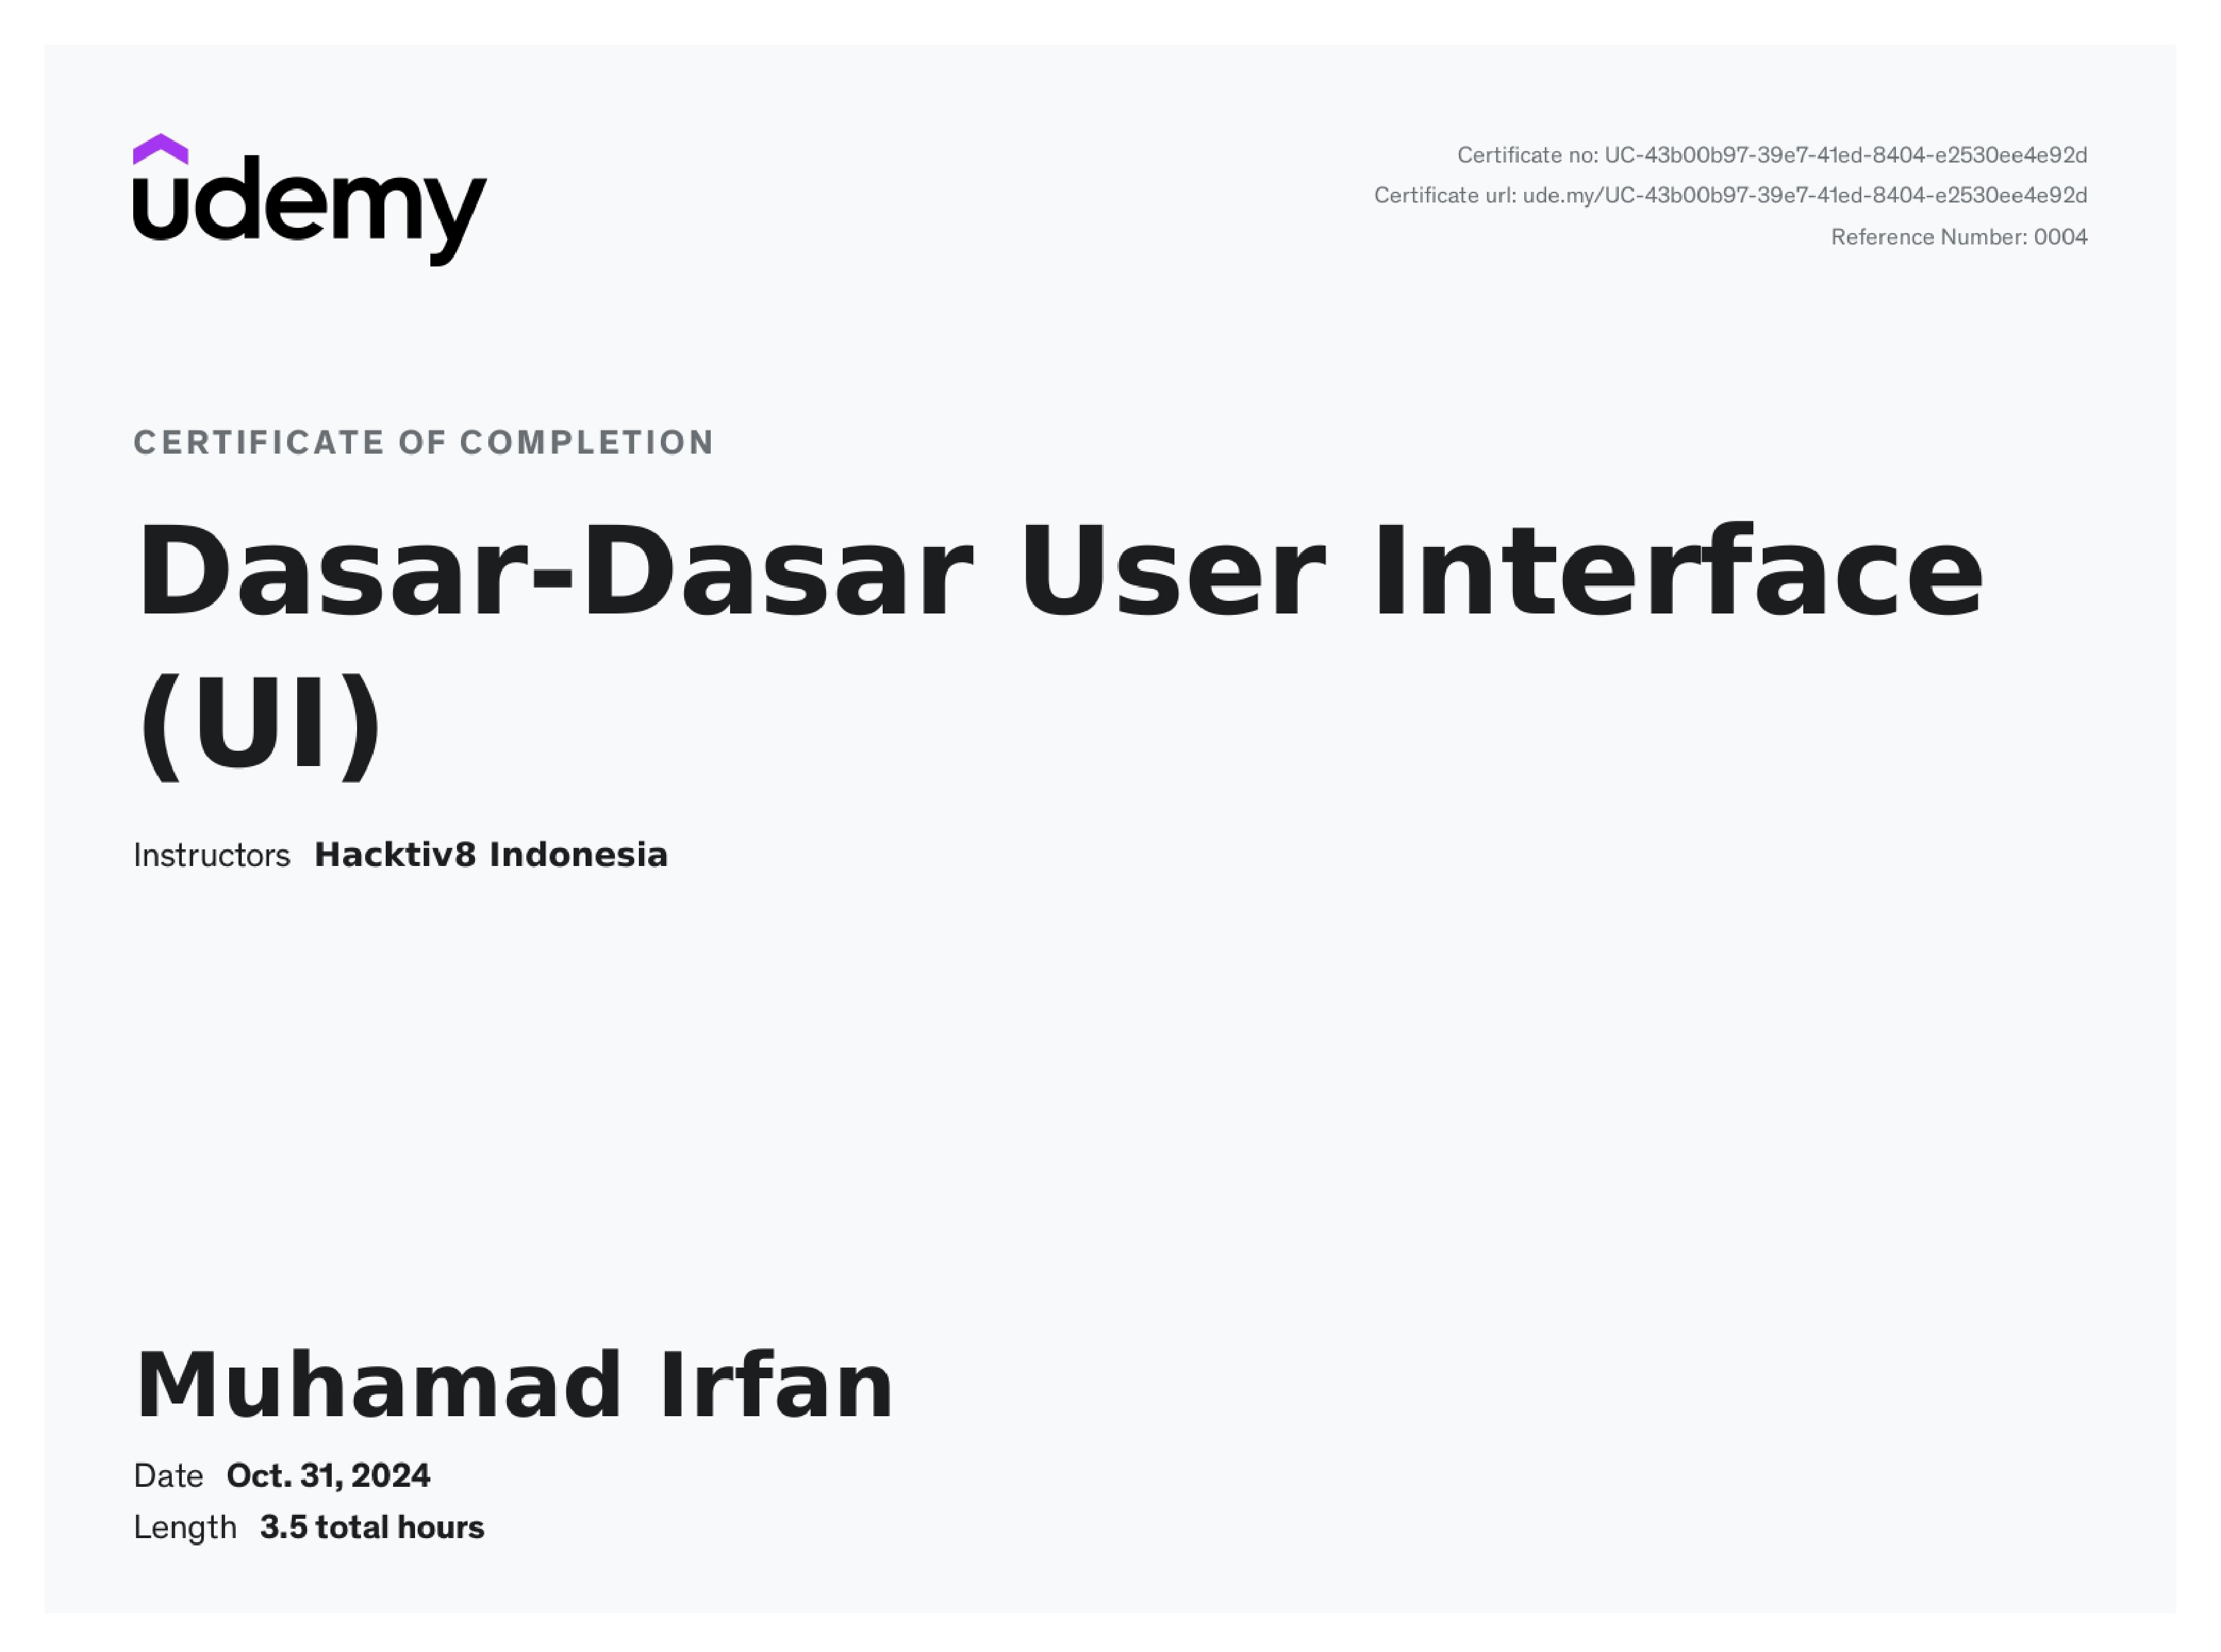 udemy
Certificate no: UC-43b00b97-39e7-41ed-8404-e2530ee4e92d
Certificate url: ude.my/UC-43b00b97-39e7-41ed-8404-e2530ee4e92d
Reference Number: 0004
CERTIFICATE OF COMPLETION
Dasar-Dasar User Interface
(UI)
Instructors Hacktiv8 Indonesia
Muhamad Irfan
Date Oct. 31, 2024
Length 3.5 total hours